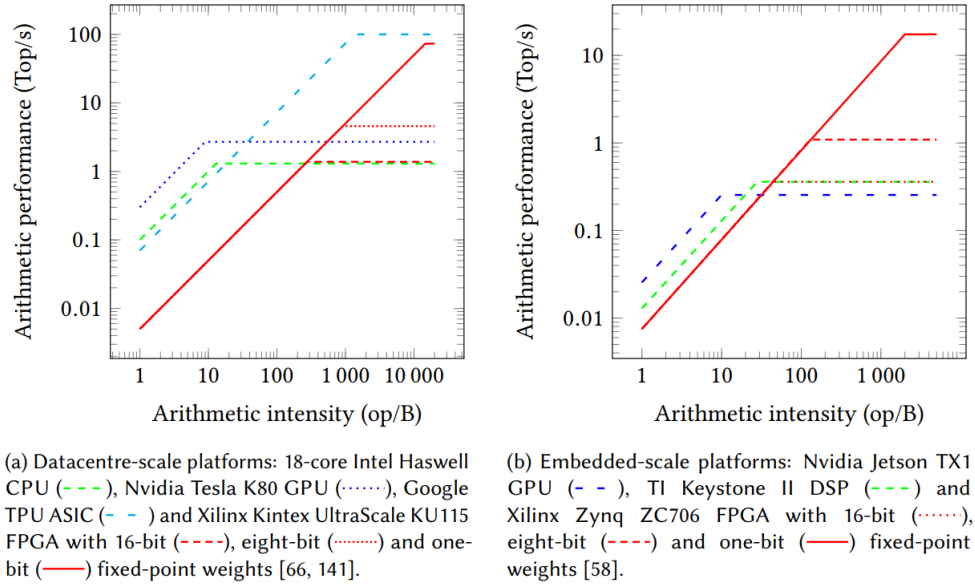 Arithmetic performance (Top/s)
100
10
1
0.1
0.01
1
10
100
1 000
10 000
Arithmetic intensity (op/B)
(a) Datacentre-scale platforms: 18-core Intel Haswell
CPU (---), Nvidia Tesla K80 GPU (......), Google
TPU ASIC (- - ) and Xilinx Kintex UltraScale KU115
FPGA with 16-bit (----), eight-bit (........) and one-
bit (——) fixed-point weights [66, 141].
Arithmetic performance (Top/s)
10
1
0.1
0.01
1
10
100
1 000
Arithmetic intensity (op/B)
(b) Embedded-scale platforms: Nvidia Jetson TX1
GPU (- - ), TI Keystone II DSP (---) and
Xilinx Zynq ZC706 FPGA with 16-bit (......),
eight-bit (----) and one-bit (——) fixed-point
weights [58].